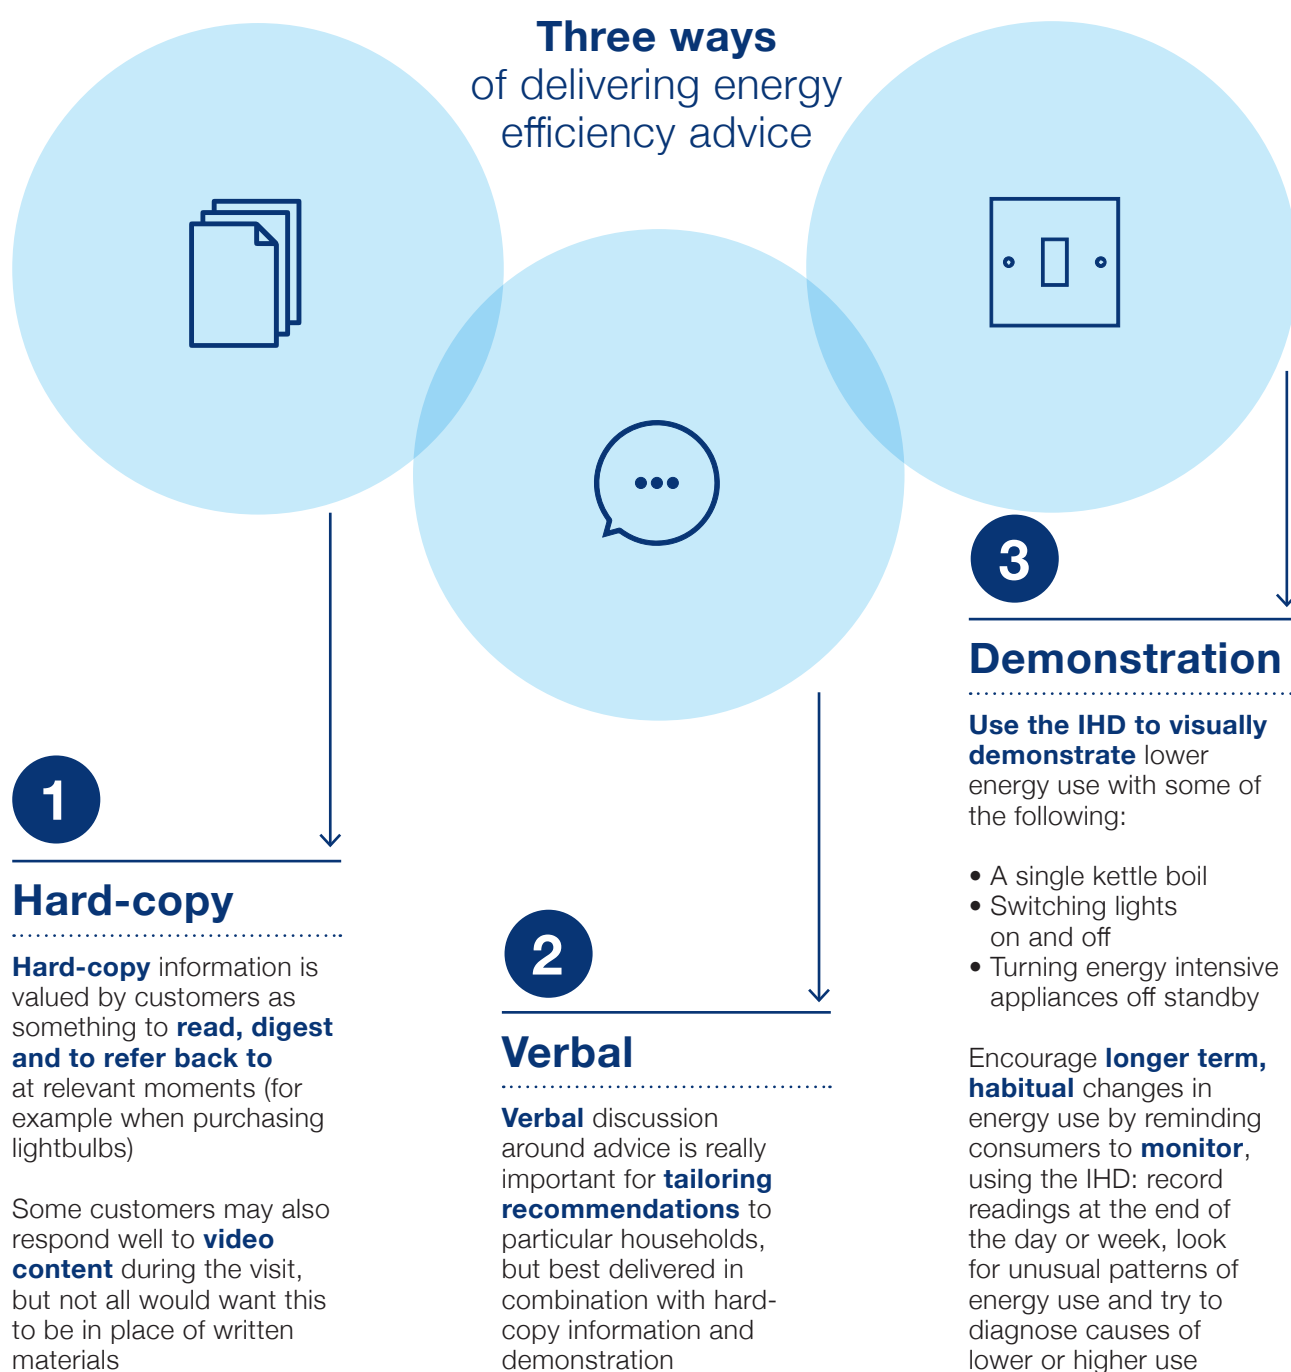 Three ways
of delivering energy
efficiency advice
1
Hard-copy
Hard-copy information is
valued by customers as
something to read, digest
and to refer back to
at relevant moments (for
example when purchasing
lightbulbs)
Some customers may also
respond well to video
content during the visit,
but not all would want this
to be in place of written
materials
2
Verbal
Verbal discussion
around advice is really
important for tailoring
recommendations to
particular households,
but best delivered in
combination with hard-
copy information and
demonstration
3
Demonstration
Use the IHD to visually
demonstrate lower
energy use with some of
the following:
• A single kettle boil
• Switching lights
on and off
• Turning energy intensive
appliances off standby
Encourage longer term,
habitual changes in
energy use by reminding
consumers to monitor,
using the IHD: record
readings at the end of
the day or week, look
for unusual patterns of
energy use and try to
diagnose causes of
lower or higher use